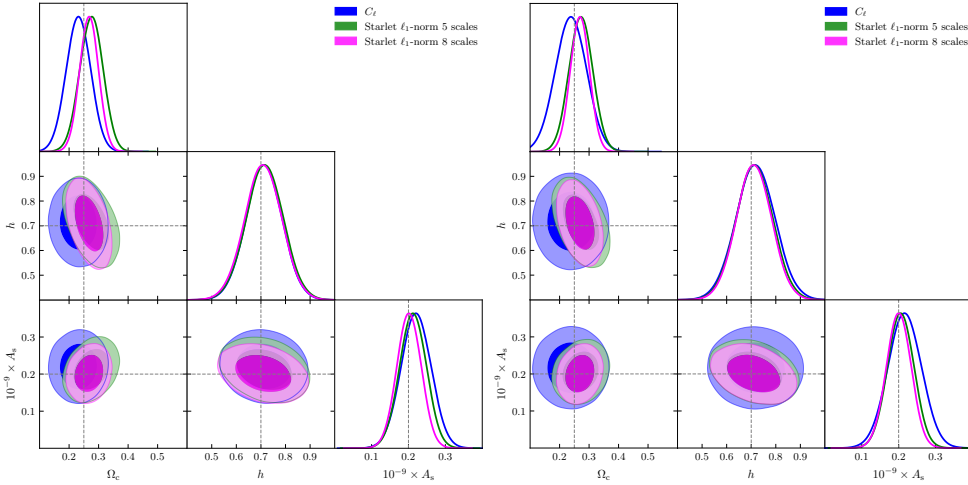 C_ℓ
Starlet ℓ₁-norm 5 scales
Starlet ℓ₁-norm 8 scales
0.9
0.8
0.7
0.6
0.5
h
0.3
0.2
0.1
10⁻⁹ × A_s
0.2 0.3 0.4 0.5
Ω_c
0.5 0.6 0.7 0.8 0.9
h
0.1 0.2 0.3
10⁻⁹ × A_s
C_ℓ
Starlet ℓ₁-norm 5 scales
Starlet ℓ₁-norm 8 scales
0.9
0.8
0.7
0.6
0.5
h
0.3
0.2
0.1
10⁻⁹ × A_s
0.2 0.3 0.4 0.5
Ω_c
0.5 0.6 0.7 0.8 0.9
h
0.1 0.2 0.3
10⁻⁹ × A_s